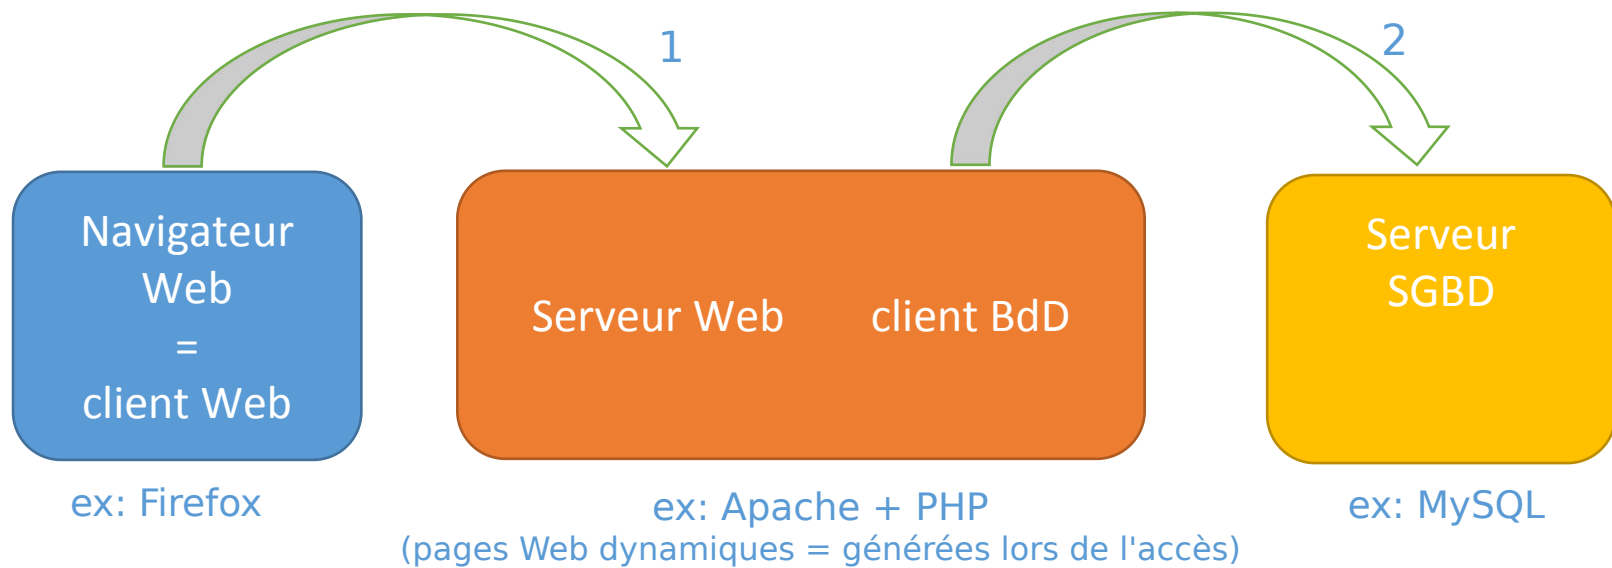 1
2
Navigateur
Web
=
client Web
Serveur Web
client BdD
Serveur
SGBD
ex: Firefox
ex: Apache + PHP
(pages Web dynamiques = générées lors de l'accès)
ex: MySQL